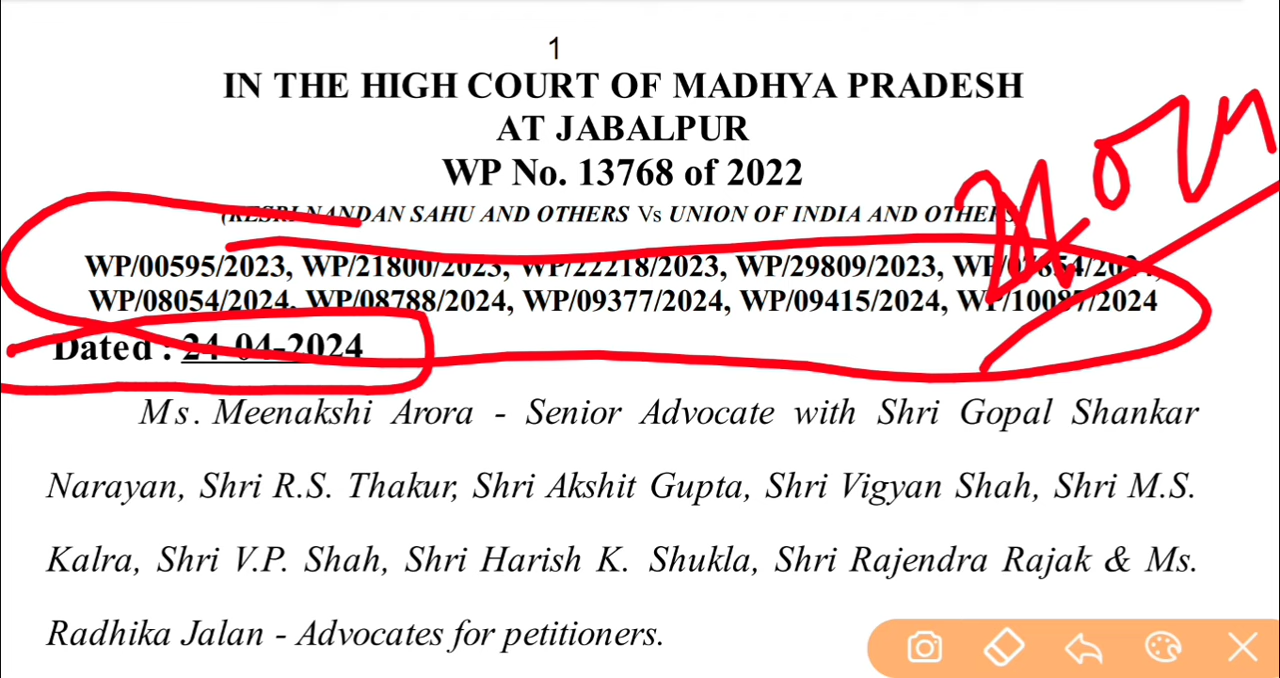 1
IN THE HIGH COURT OF MADHYA PRADESH
AT JABALPUR
WP No. 13768 of 2022
(KESRI NANDAN SAHU AND OTHERS Vs UNION OF INDIA AND OTHERS)
WP/00595/2023, WP/21800/2023, WP/22218/2023, WP/29809/2023,
WP/08054/2024, WP/08788/2024, WP/09377/2024, WP/09415/2024, WP/10087/2024
Dated : 24-04-2024
Ms. Meenakshi Arora - Senior Advocate with Shri Gopal Shankar
Narayan, Shri R.S. Thakur, Shri Akshit Gupta, Shri Vigyan Shah, Shri M.S.
Kalra, Shri V.P. Shah, Shri Harish K. Shukla, Shri Rajendra Rajak & Ms.
Radhika Jalan - Advocates for petitioners.